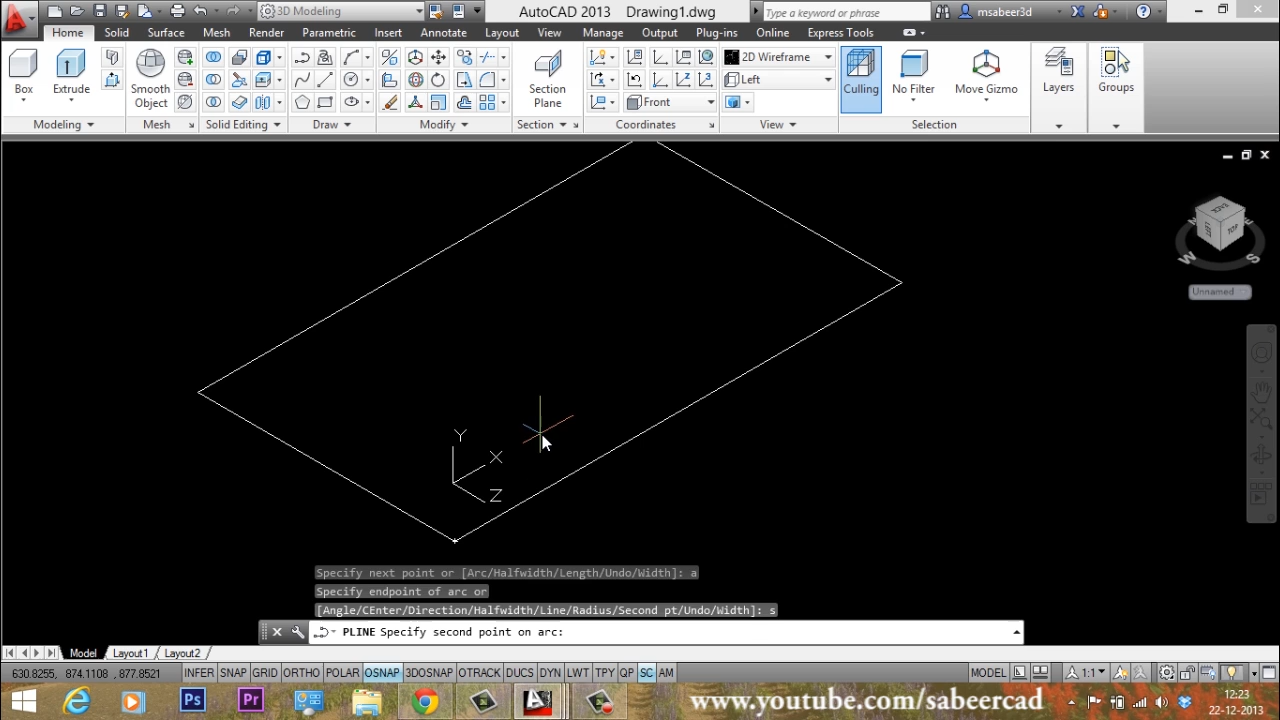 3D Modeling
AutoCAD 2013 Drawing1.dwg
Type a keyword or phrase
msabeer3d
Home Solid Surface Mesh Render Parametric Insert Annotate Layout View Manage Output Plug-ins Online Express Tools
Box
Extrude
Smooth Object
Section Plane
2D Wireframe
Left
Front
Culling
No Filter
Move Gizmo
Layers
Groups
Modeling Mesh Solid Editing Draw Modify Section Coordinates View Selection
BACK
TOP
W
S
Unnamed
Y
X
Z
Specify next point or [Arc/Halfwidth/Length/Undo/Width]: a
Specify endpoint of arc or
[Angle/CEnter/Direction/Halfwidth/Line/Radius/Second pt/Undo/Width]: s
PLINE Specify second point on arc:
Model Layout1 Layout2
630.8255, 874.1108, 877.8521 INFER SNAP GRID ORTHO POLAR OSNAP 3DOSNAP OTRACK DUCS DYN LWT TPY QP SC AM MODEL 1:1
Ps Pr
www.youtube.com/sabeercad
12:23
22-12-2013